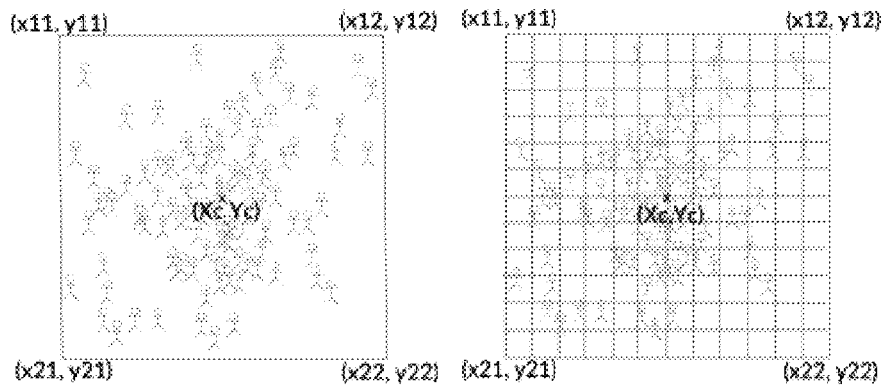 (x11, y11) (x12, y12) (x11, y11) (x12, y12)
(Xc,Yc) (Xc,Yc)
(x21, y21) (x22, y22) (x21, y21) (x22, y22)